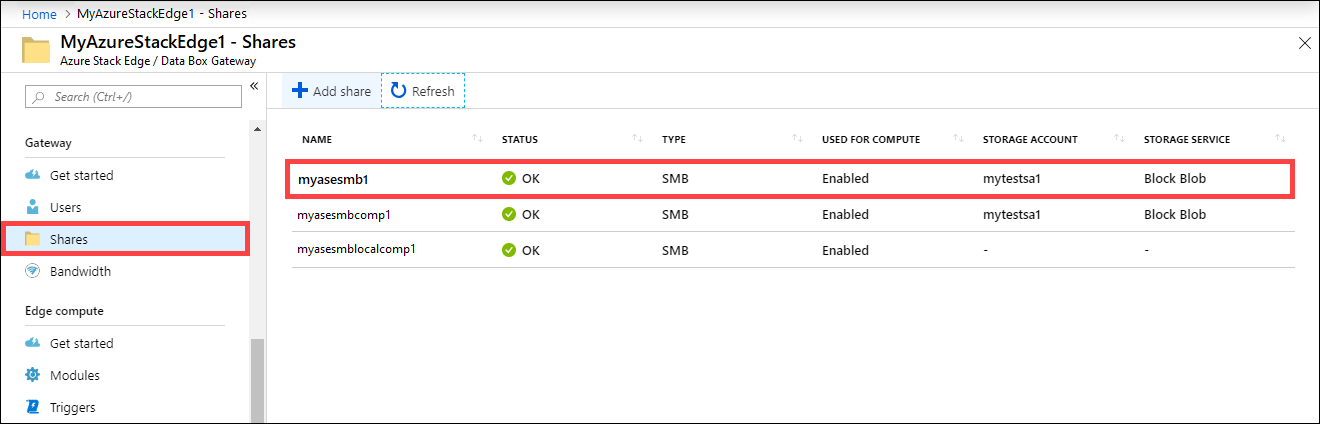 Home > MyAzureStackEdge1 - Shares
MyAzureStackEdge1 - Shares
Azure Stack Edge / Data Box Gateway
Search (Ctrl+/)
«
Gateway
Get started
Users
Shares
Bandwidth
Edge compute
Get started
Modules
Triggers
Add share
Refresh
NAME STATUS TYPE USED FOR COMPUTE STORAGE ACCOUNT STORAGE SERVICE
myasesmb1 OK SMB Enabled mytestsa1 Block Blob
myasesmbcomp1 OK SMB Enabled mytestsa1 Block Blob
myasesmblocalcomp1 OK SMB Enabled - -